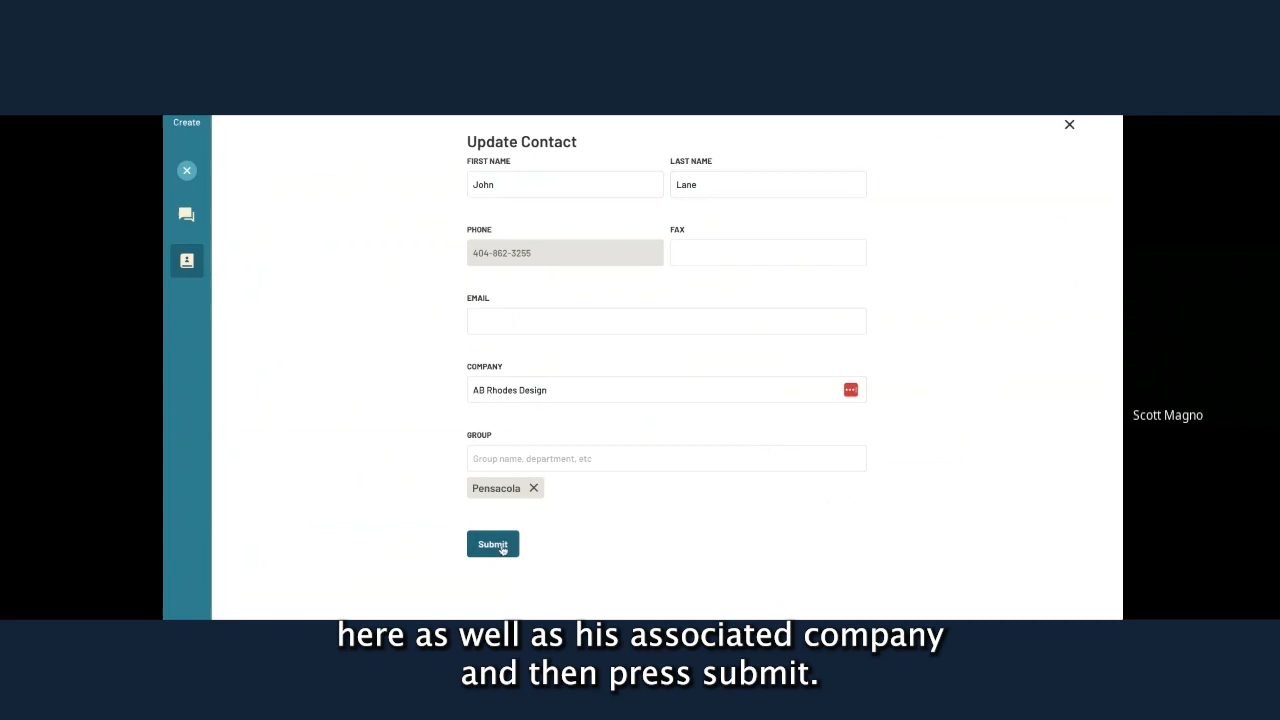 Create
Update Contact
FIRST NAME
LAST NAME
John
Lane
PHONE
FAX
404-862-3255
EMAIL
COMPANY
AB Rhodes Design
GROUP
Group name, department, etc
Pensacola
Submit
Scott Magno
here as well as his associated company
and then press submit.